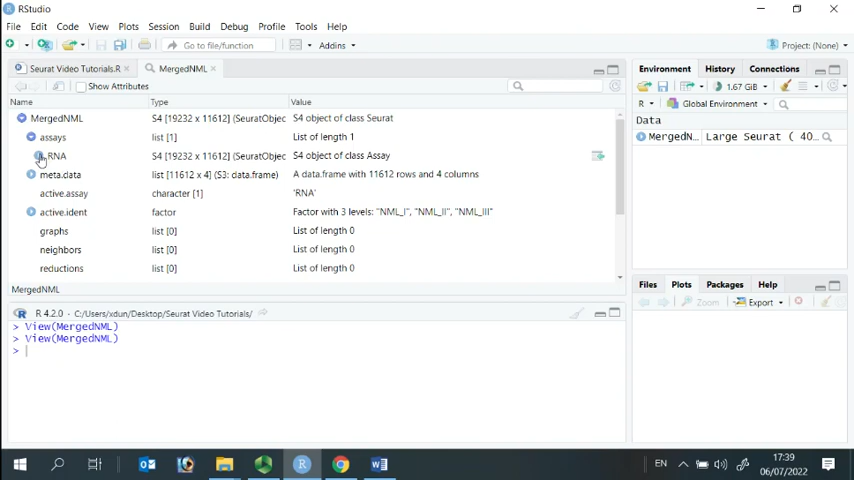 RStudio
File Edit Code View Plots Session Build Debug Profile Tools Help
Go to file/function Addins Project: (None)
Seurat Video Tutorials.R MergedNML
Show Attributes
Name Type Value
MergedNML S4 [19232 x 11612] (SeuratObjec S4 object of class Seurat
assays list [1] List of length 1
RNA S4 [19232 x 11612] (SeuratObjec S4 object of class Assay
meta.data list [11612 x 4] (S3: data.frame) A data.frame with 11612 rows and 4 columns
active.assay character [1] 'RNA'
active.ident factor Factor with 3 levels: "NML_I", "NML_II", "NML_III"
graphs list [0] List of length 0
neighbors list [0] List of length 0
reductions list [0] List of length 0
MergedNML
R 4.2.0 · C:/Users/xdun/Desktop/Seurat Video Tutorials/
> View(MergedNML)
> View(MergedNML)
>
Environment History Connections
1.67 GiB
R Global Environment
Data
MergedN… Large Seurat ( 40…
Files Plots Packages Help
Zoom Export
EN 17:39
06/07/2022